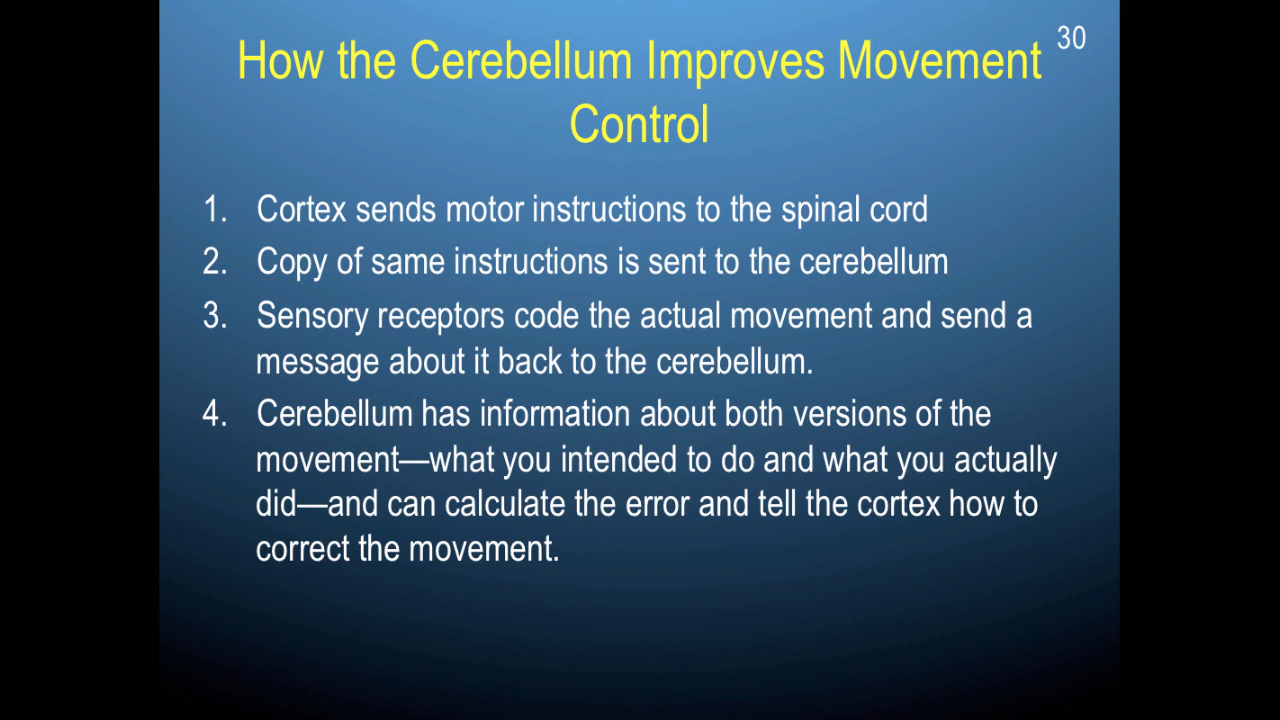 30
How the Cerebellum Improves Movement
Control
1. Cortex sends motor instructions to the spinal cord
2. Copy of same instructions is sent to the cerebellum
3. Sensory receptors code the actual movement and send a
message about it back to the cerebellum.
4. Cerebellum has information about both versions of the
movement—what you intended to do and what you actually
did—and can calculate the error and tell the cortex how to
correct the movement.